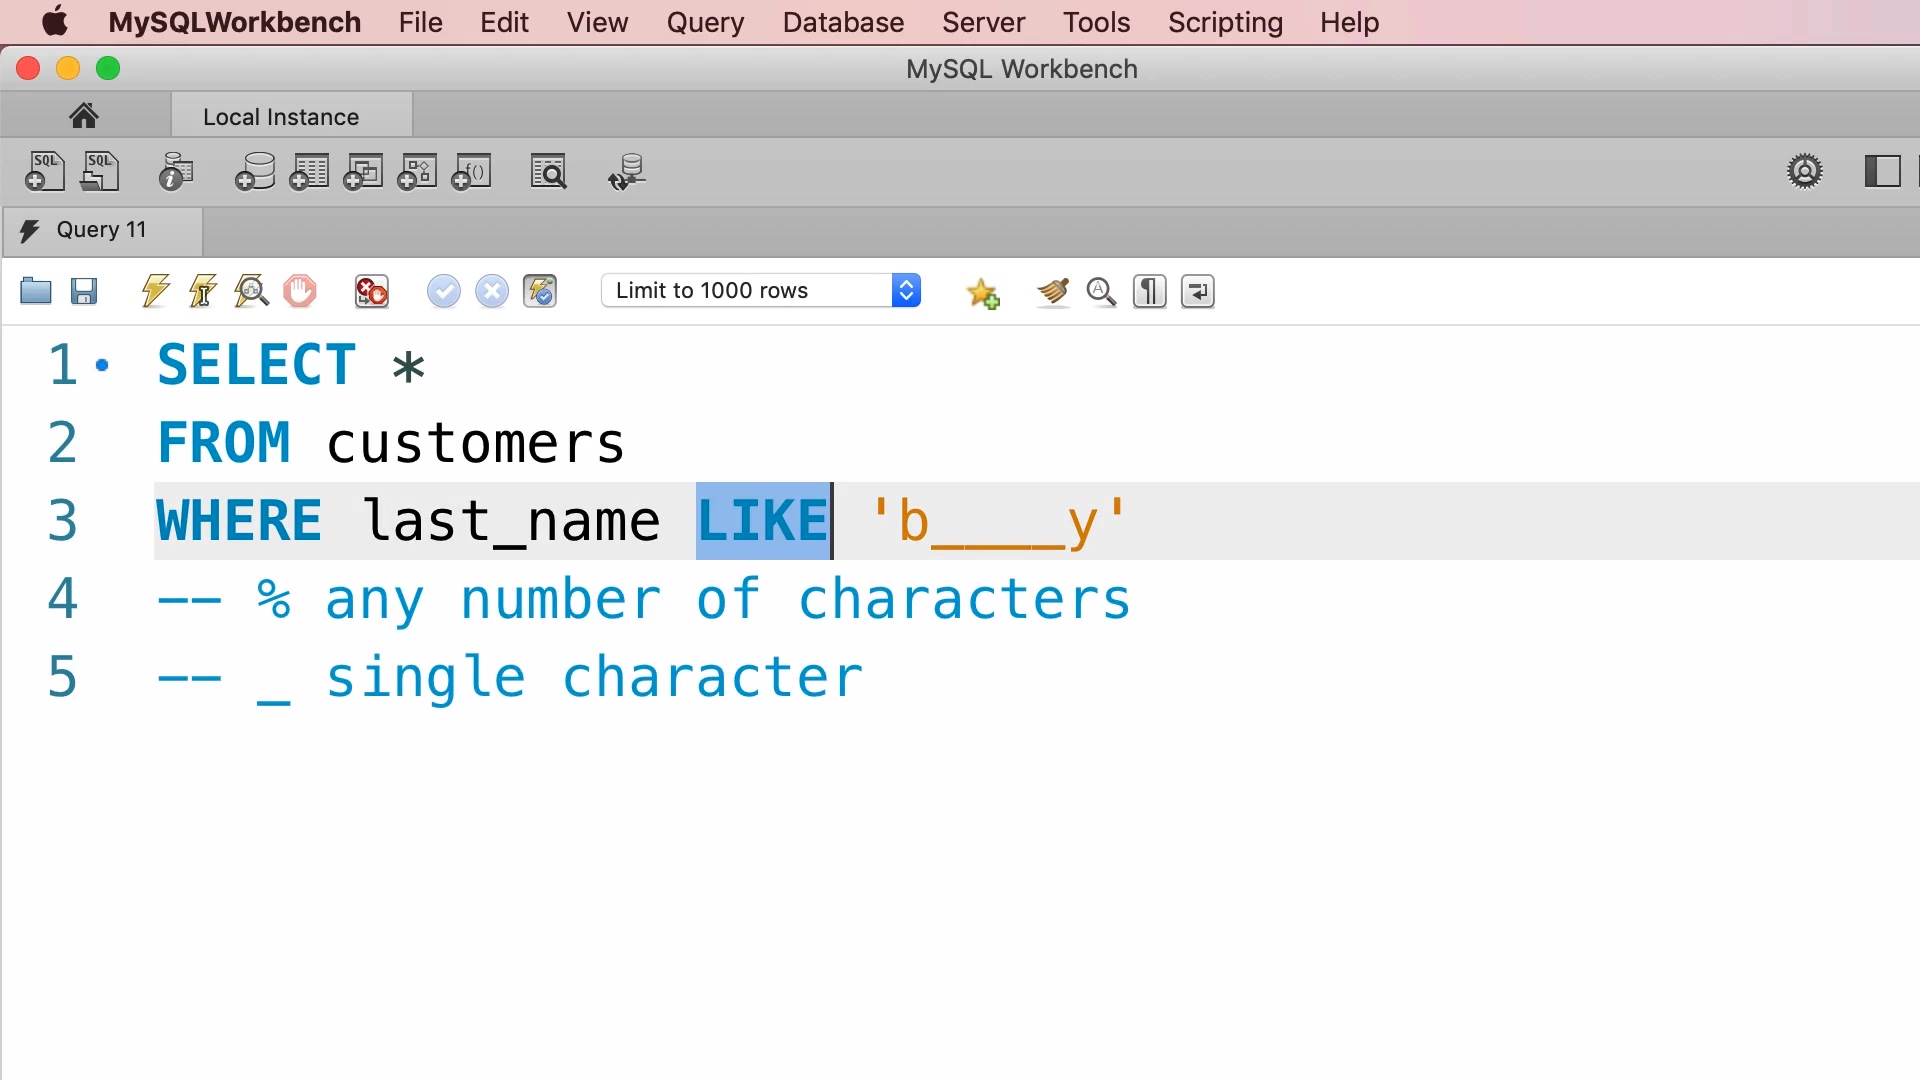 MySQLWorkbench File Edit View Query Database Server Tools Scripting Help
MySQL Workbench
Local Instance
SQL SQL
Query 11
Limit to 1000 rows
1 SELECT *
2 FROM customers
3 WHERE last_name LIKE 'b____y'
4 -- % any number of characters
5 -- _ single character